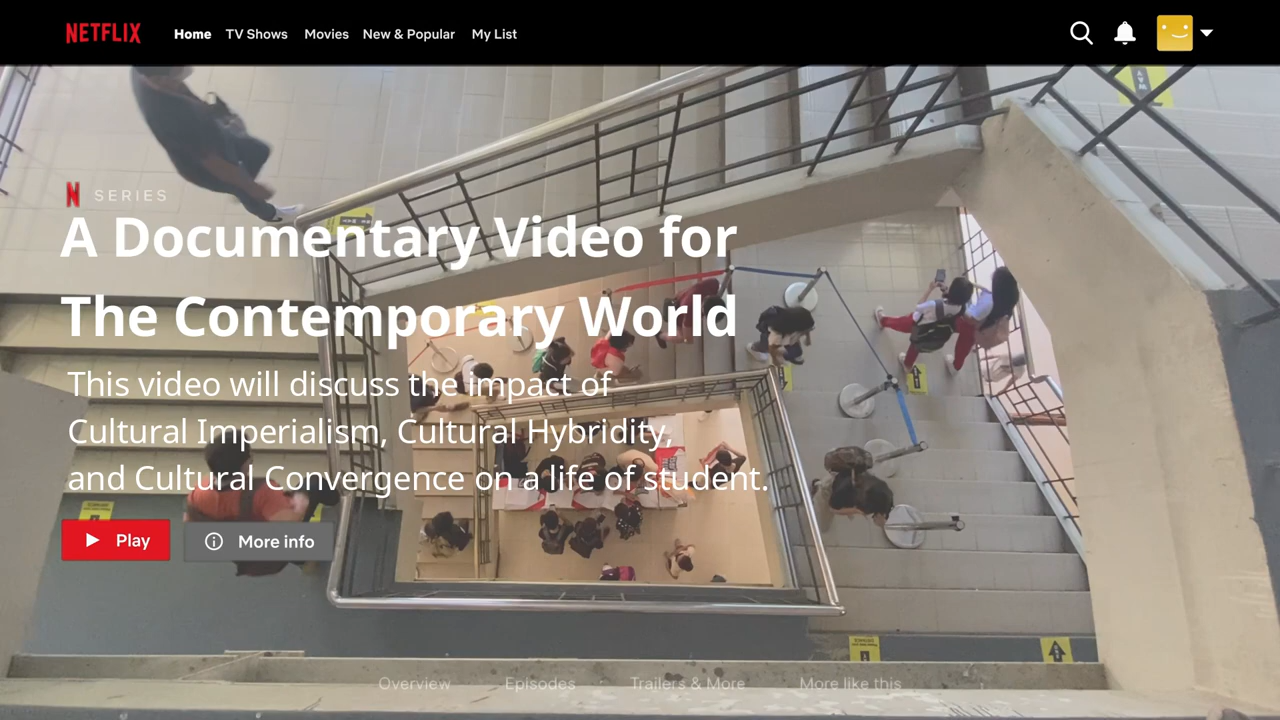 NETFLIX Home TV Shows Movies New & Popular My List
N SERIES
A Documentary Video for
The Contemporary World
This video will discuss the impact of
Cultural Imperialism, Cultural Hybridity,
and Cultural Convergence on a life of student.
Play More info
Overview Episodes Trailers & More More like this